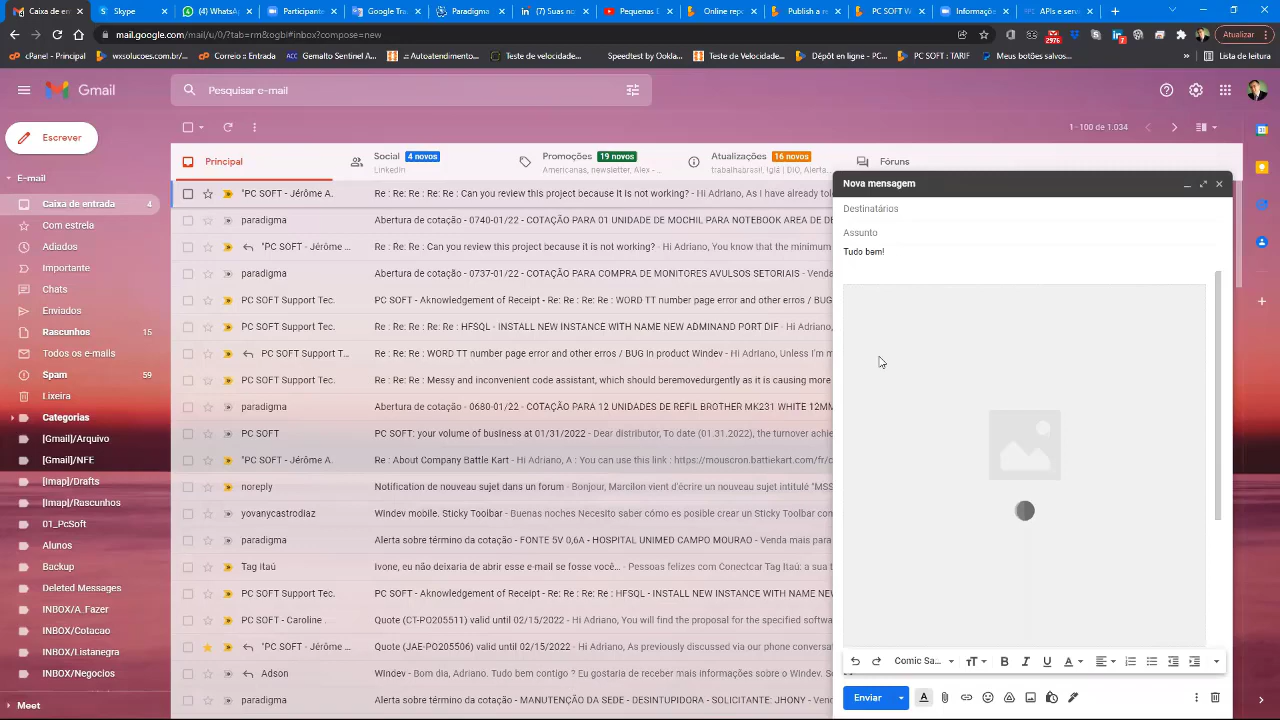 Caixa de en
Skype
(4) WhatsA
Participante
Google Tra
Paradigma
(7) Suas no
Pequenas E
Online repo
Publish a m
PC SOFT W
Informaçõe
APIs e servi
mail.google.com/mail/u/0/?tab=rm&ogbl#inbox?compose=new
2976
Atualizar
cPanel - Principal
wxsolucoes.com.br/...
Correio :: Entrada
Gemalto Sentinel A...
:: Autoatendimento...
Teste de velocidade...
Speedtest by Ookla...
Teste de Velocidad...
Dépôt en ligne - PC...
PC SOFT : TARIF
Meus botões salvos...
Lista de leitura
Gmail
Pesquisar e-mail
Escrever
1-100 de 1.034
E-mail
Caixa de entrada 4
Com estrela
Adiados
Importante
Chats
Enviados
Rascunhos 15
Todos os e-mails
Spam 59
Lixeira
Categorias
[Gmail]/Arquivo
[Gmail]/NFE
[Imap]/Drafts
[Imap]/Rascunhos
01_PcSoft
Alunos
Backup
Deleted Messages
INBOX/A_Fazer
INBOX/Cotacao
INBOX/Listanegra
INBOX/Negocios
Meet
Principal
Social 4 novos
LinkedIn
Promoções 19 novos
Americanas, newsletter, Alex - ...
Atualizações 16 novos
trabalhabrasil, Iglá | DIO, Alerta...
Fóruns
"PC SOFT - Jérôme A. Re : Re : Re : Re : Can you review this project because it is not working? - Hi Adriano, As I have already tol
paradigma Abertura de cotação - 0740-01/22 - COTAÇÃO PARA 01 UNIDADE DE MOCHIL PARA NOTEBOOK AREA DE DE
"PC SOFT - Jérôme ... Re : Re : Re : Can you review this project because it is not working? - Hi Adriano, You know that the minimum
paradigma Abertura de cotação - 0737-01/22 - COTAÇÃO PARA COMPRA DE MONITORES AVULSOS SETORIAIS - Venda
PC SOFT Support Tec. PC SOFT - Aknowledgement of Receipt - Re: Re: Re : Re : WORD TT number page error and other erros / BUG
PC SOFT Support Tec. Re : Re : Re : HFSQL - INSTALL NEW INSTANCE WITH NAME NEW ADMINAND PORT DIF - Hi Adriano,
PC SOFT Support T... Re : Re : WORD TT number page error and other erros / BUG in product Windev - Hi Adriano, Unless I'm m
PC SOFT Support Tec. Re : Re : Messy and inconvenient code assistant, which should beremovedurgently as it is causing more
paradigma Abertura de cotação - 0680-01/22 - COTAÇÃO PARA 12 UNIDADES DE REFIL BROTHER MK231 WHITE 12MM
PC SOFT PC SOFT: your volume of business at 01/31/2022 - Dear distributor, To date (01.31.2022), the turnover achie
"PC SOFT - Jérôme A. Re : About Company Battle Kart - Hi Adriano, A : You can use this link : https://mouscron.battlekart.com/fr/c
noreply Notification de nouveau sujet dans un forum - Bonjour, Marcilon vient d'écrire un nouveau sujet intitulé "MSS
yovanycastrodiaz Windev mobile. Sticky Toolbar - Buenas noches Necesito saber cómo es posible crear un Sticky Toolbar com
paradigma Alerta sobre término da cotação - FONTE 5V 0,6A - HOSPITAL UNIMED CAMPO MOURAO - Venda mais para
Tag Itaú Ivone, eu não deixaria de abrir esse e-mail se fosse você... - Pessoas felizes com Conectcar Tag Itaú: a sua t
PC SOFT Support Tec. PC SOFT - Aknowledgement of Receipt - Re: Re: Re : Re : HFSQL - INSTALL NEW INSTANCE WITH NAME NEW
PC SOFT - Caroline . Quote (CT-PO205511) valid until 02/15/2022 - Adriano, You will find the proposal for the specified softwa
"PC SOFT - Jérôme ... Quote (JAE-PO205506) valid until 02/15/2022 - As previously discussed via our phone conversat
Adson Windev - Bom dia, Adriano. Tudo bem contigo ? Eu gostaria de receber mais informações sobre o Windev. S
paradigma Alerta sobre término da cotação - MANUTENÇÃO DA SEDE - DESINTUPIDORA - SOLICITANTE: JHONY - Venda
Nova mensagem
Destinatários
Assunto
Tudo bem!
Comic Sa...
Enviar